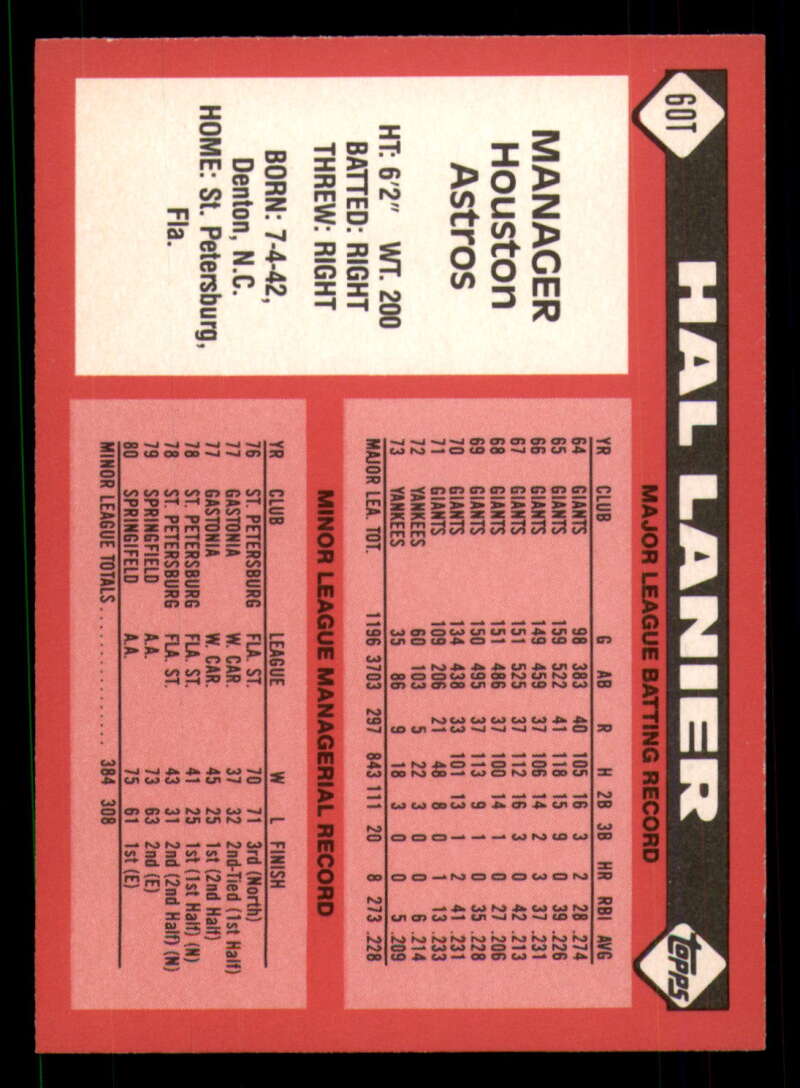 60T
HAL LANIER
topps
MANAGER
Houston
Astros
HT: 6'2" WT. 200
BATTED: RIGHT
THREW: RIGHT
BORN: 7-4-42,
Denton, N.C.
HOME: St. Petersburg,
Fla.
MAJOR LEAGUE BATTING RECORD
YR CLUB G AB R H 2B 3B HR RBI AVG
64 GIANTS 98 383 40 105 16 3 2 28 .274
65 GIANTS 159 522 41 118 15 9 0 39 .226
66 GIANTS 149 459 37 106 14 2 3 37 .231
67 GIANTS 151 525 37 112 16 3 0 42 .213
68 GIANTS 151 486 37 100 14 1 0 27 .206
69 GIANTS 150 495 37 113 9 1 0 35 .228
70 GIANTS 134 438 33 101 13 1 2 41 .231
71 GIANTS 109 206 21 48 8 0 1 13 .233
72 YANKEES 60 103 5 22 3 0 0 6 .214
73 YANKEES 35 86 9 18 3 0 0 5 .209
MAJOR LEA. TOT. 1196 3703 297 843 111 20 8 273 .228
MINOR LEAGUE MANAGERIAL RECORD
YR CLUB LEAGUE W L FINISH
76 ST. PETERSBURG FLA. ST. 70 71 3rd (North)
77 GASTONIA W. CAR. 37 32 2nd-Tied (1st Half)
77 GASTONIA W. CAR. 45 25 1st (2nd Half)
78 ST. PETERSBURG FLA. ST. 41 25 1st (1st Half) (N)
78 ST. PETERSBURG FLA. ST. 43 31 2nd (2nd Half) (N)
79 SPRINGFIELD A.A. 73 63 2nd (E)
80 SPRINGIFELD A.A. 75 61 1st (E)
MINOR LEAGUE TOTALS.................. 384 308